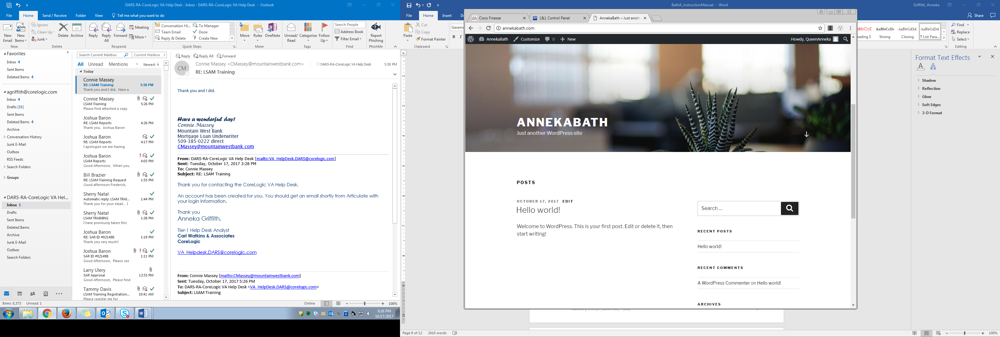 DARS-RA-CoreLogic VA Help Desk - Inbox - DARS-RA-CoreLogic VA Help Desk - Outlook
File Home Send / Receive Folder View Tell me what you want to do
New Email
New Items
Ignore
Clean Up
Junk
Delete
Archive
Reply
Reply All
Forward
Meeting
More
Conversation Hi...
Team Email
Reply & Delete
To Manager
Done
Create New
Move
Rules
OneNote
Unread/ Read
Categorize
Follow Up
Search People
Address Book
Filter Email
Report Phishing
New Delete Respond Quick Steps Move Tags Find PhishMe
Favorites
Inbox 4
Sent Items
Deleted Items 4
agriffith@corelogic.com
Inbox 4
Drafts [16]
Sent Items
Deleted Items 4
Archive
Conversation History
Junk E-Mail
Outbox
RSS Feeds
Search Folders
Groups
DARS-RA-CoreLogic VA Hel...
Inbox 1
Drafts
Sent Items
Deleted Items
Archive
Junk E-Mail
Outbox
Search Folders
Search Current Mailbox Current Mailbox
All Unread Mentions Newest
Today
Connie Massey
RE: LSAM Training 5:38 PM
Thank you and I did. Have a
Connie Massey
LSAM Training 5:26 PM
Please find attached a copy
Joshua Baron
RE: LSAM Reports 4:26 PM
Thank you. Joshua Baron
Joshua Baron
RE: LSAM Reports 4:17 PM
I apologize we are having
Joshua Baron
LSAM Reports 4:03 PM
Good Afternoon, When you
Bill Brazier
RE: LSAM Training Request 1:55 PM
Good afternoon Frederick,
Sherry Natal
Automatic reply: LSAM TRAI... 1:44 PM
Thank you for your email , I
Sherry Natal
LSAM TRAINING 1:38 PM
I have previously taken this
Joshua Baron
RE: SAR ID #021498 1:19 PM
Thank you very much!!
Joshua Baron
SAR ID #021498 1:11 PM
Good Afternoon, Please see
Larry Ulery
SAR Approval 12:55 PM
Good Afternoon, Please find
Tammy Davis
LSAM Training Registration... 10:41 AM
Please register me for
Reply Reply All Forward
CM
Connie Massey <CMassey@mountainwestbank.com> DARS-RA-CoreLogic VA Help Desk 5:38 PM
RE: LSAM Training
Thank you and I did.
Have a wonderful day!
Connie Massey
Mountain West Bank
Mortgage Loan Underwriter
509-385-0222 direct
CMassey@mountainwestbank.com
From: DARS-RA-CoreLogic VA Help Desk [mailto:VA_HelpDesk.DARS@corelogic.com]
Sent: Tuesday, October 17, 2017 3:28 PM
To: Connie Massey
Subject: RE: LSAM Training
Thank you for contacting the CoreLogic VA Help Desk.
An account has been created for you. You should get an email shortly from Articulate with
your login information.
Thank you
Anneka Griffith,
Tier-1 Help Desk Analyst
Carl Watkins & Associates
CoreLogic
VA_Helpdesk.DARS@corelogic.com
From: Connie Massey [mailto:CMassey@mountainwestbank.com]
Sent: Tuesday, October 17, 2017 5:26 PM
To: DARS-RA-CoreLogic VA Help Desk <VA_HelpDesk.DARS@corelogic.com>
Subject: LSAM Training
Items: 8,373 Unread: 1 Online 100%
6:16 PM
10/17/2017
BathA_instructionManual - Word Griffith, Anneka
File Home Insert Share
Paste
Cut
Copy
Format Painter
Clipboard
Garamo
B I
eading 5
AaBbCcDc Strong
AaBbCcDd Closing
AaBbCcDd ¶ List Para...
Find
Replace
Select
Editing
Format Text Effects
Shadow
Reflection
Glow
Soft Edges
3-D Format
Page 9 of 12 2410 words 100%
Cisco Finesse 1&1 Control Panel AnnekaBath – Just anoth
annekabath.com
AnnekaBath Customize 0 New Howdy, QueenAnneka
ANNEKABATH
Just another WordPress site
POSTS
OCTOBER 17, 2017 EDIT
Hello world!
Welcome to WordPress. This is your first post. Edit or delete it, then
start writing!
Search ...
RECENT POSTS
Hello world!
RECENT COMMENTS
A WordPress Commenter on Hello world!
ARCHIVES